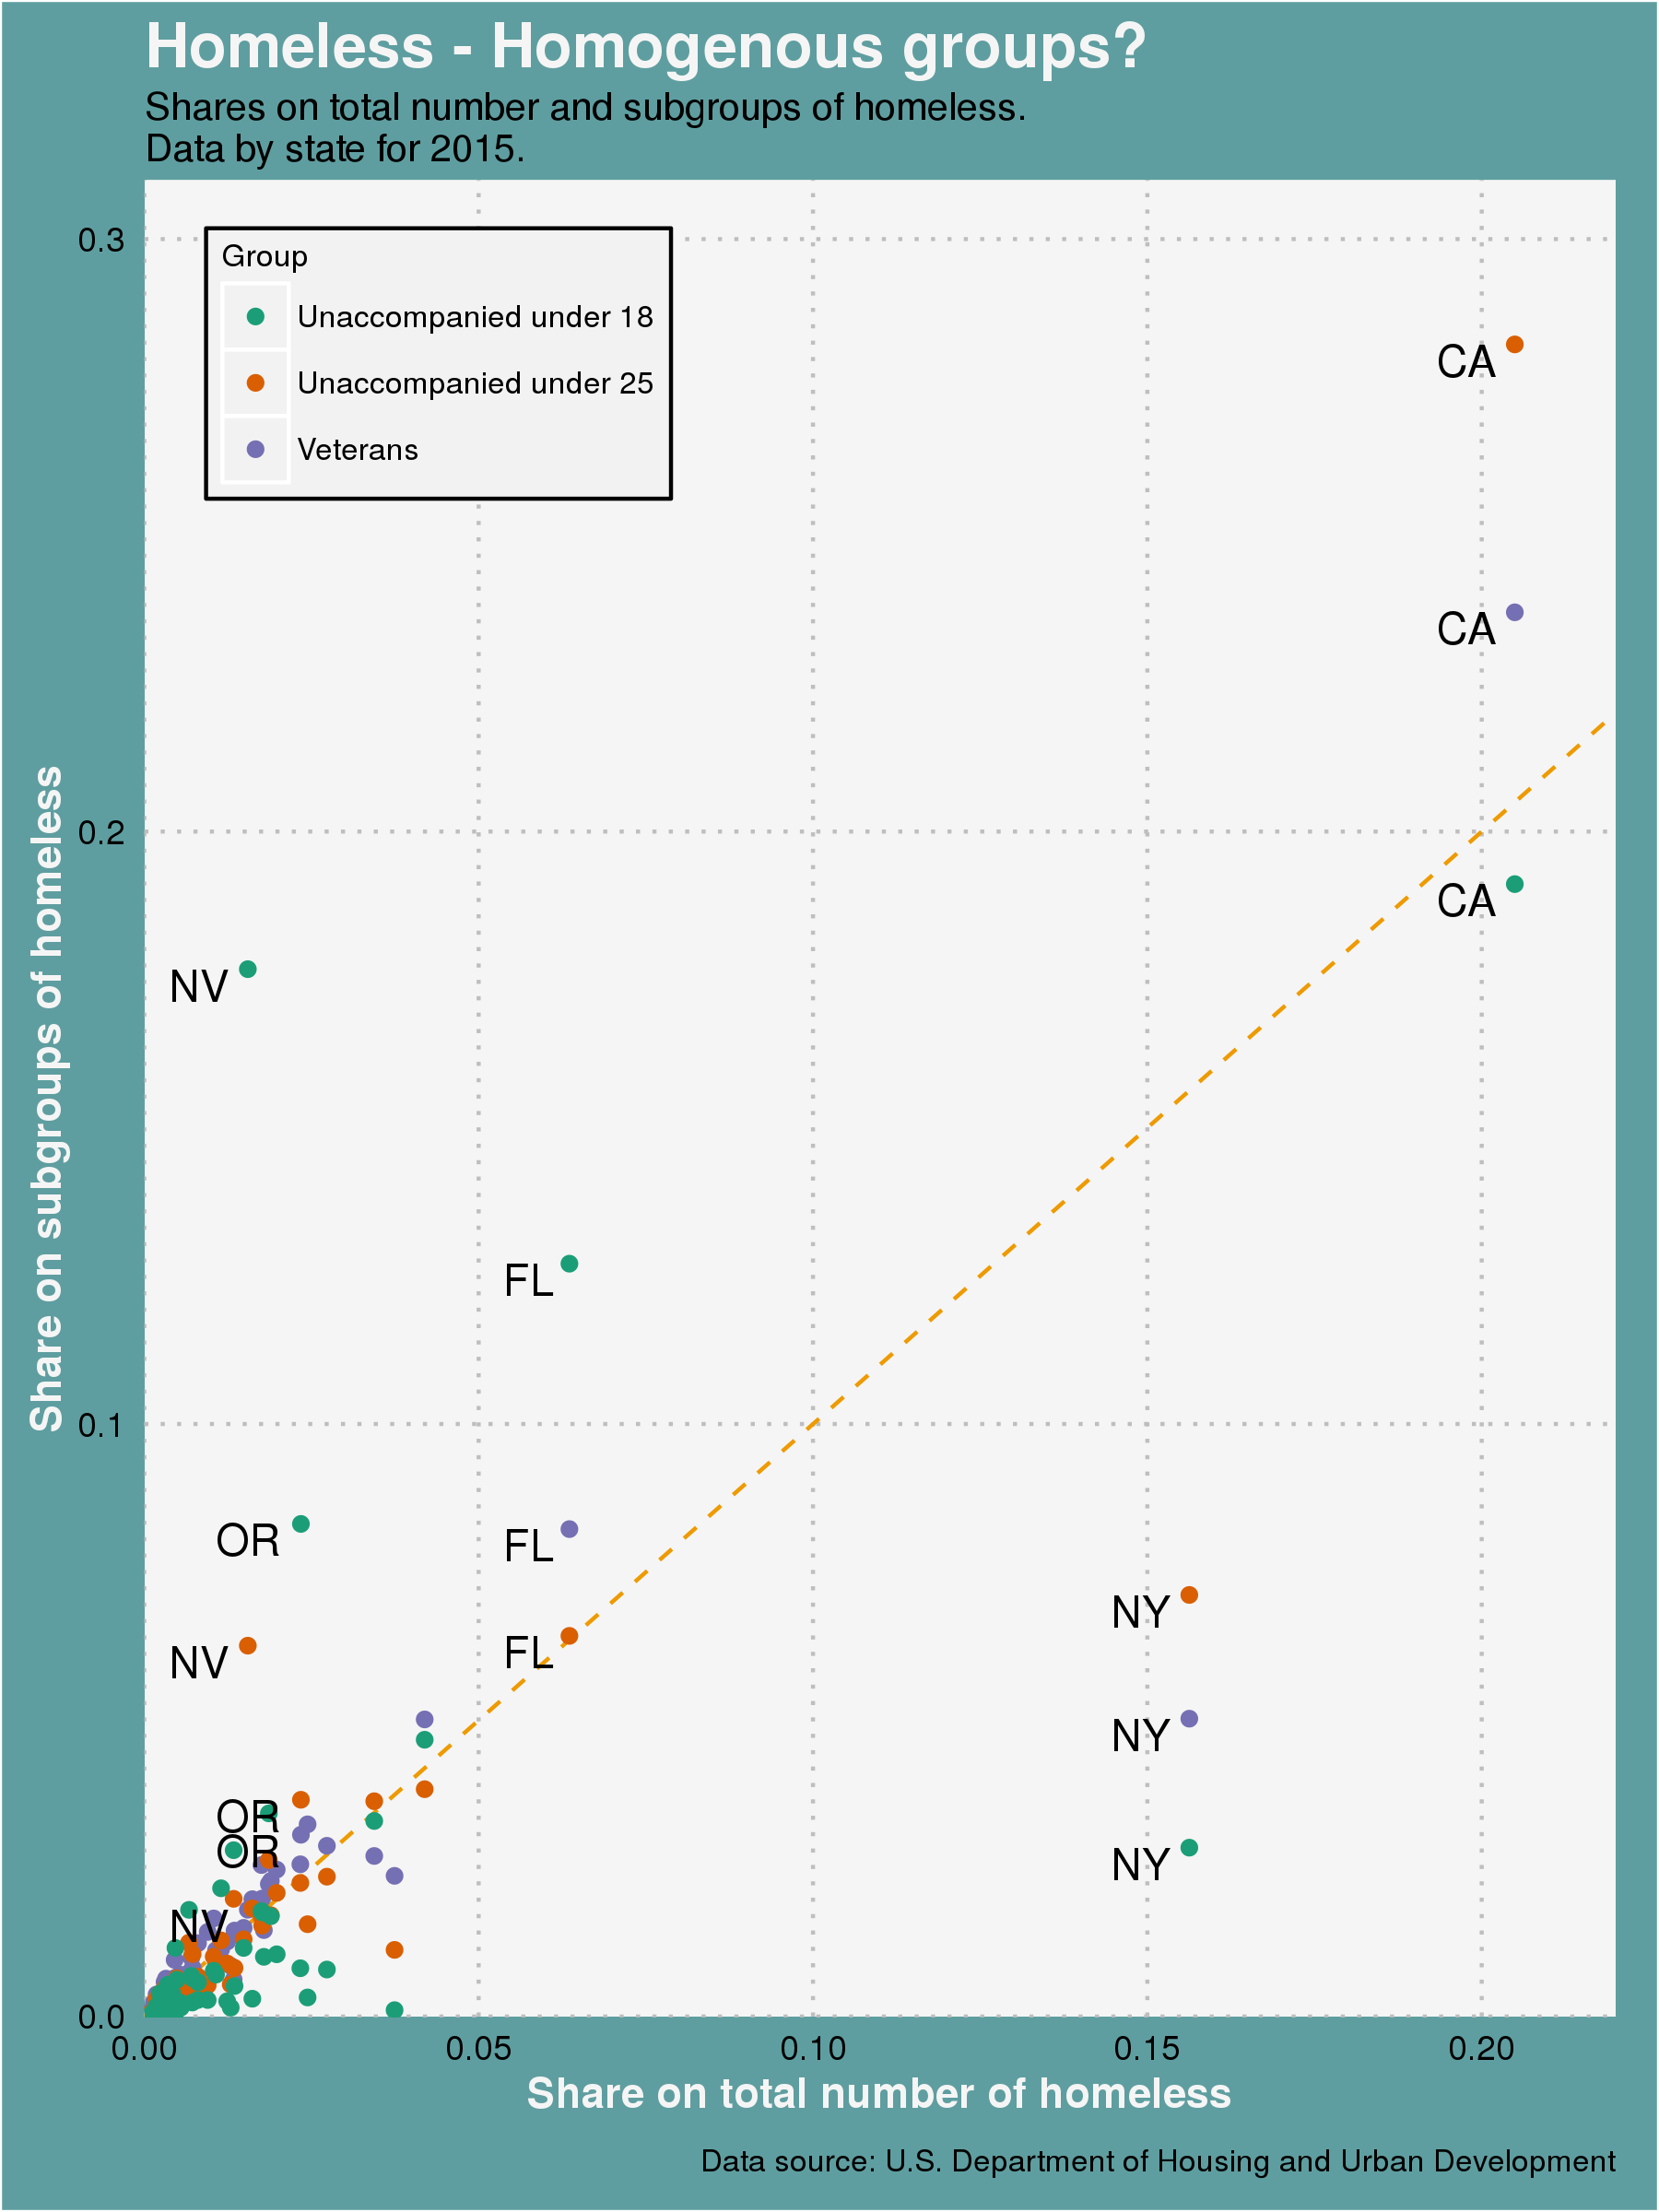 Homeless - Homogenous groups?
Shares on total number and subgroups of homeless.
Data by state for 2015.
0.3
Group
Unaccompanied under 18
Unaccompanied under 25
Veterans
CA
CA
0.2
CA
NV
FL
0.1
OR
FL
NY
FL
NV
NY
OR
OR
NY
NV
0.0
0.00
0.05
0.10
0.15
0.20
Share on subgroups of homeless
Share on total number of homeless
Data source: U.S. Department of Housing and Urban Development